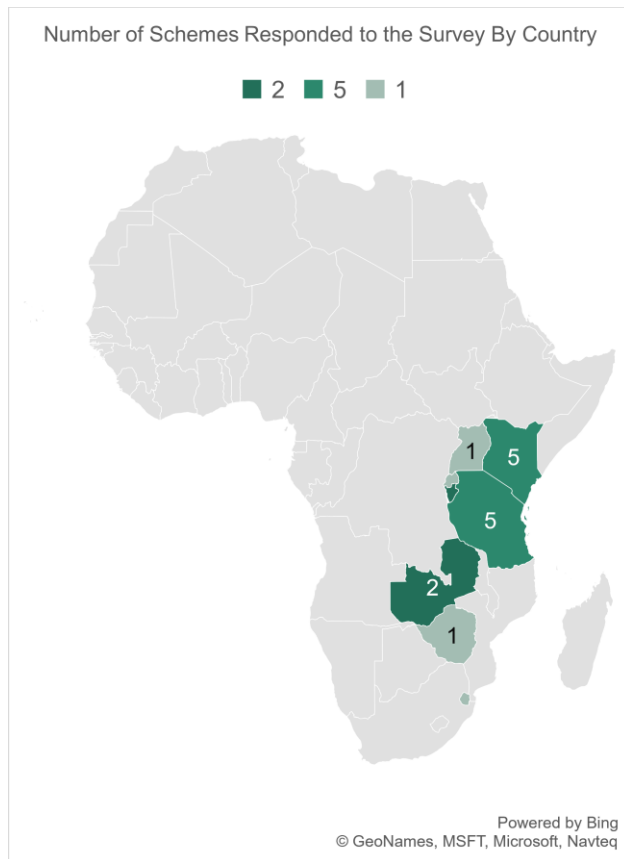 Number of Schemes Responded to the Survey By Country
2 5 1
1
5
5
2
1
Powered by Bing
© GeoNames, MSFT, Microsoft, Navteq